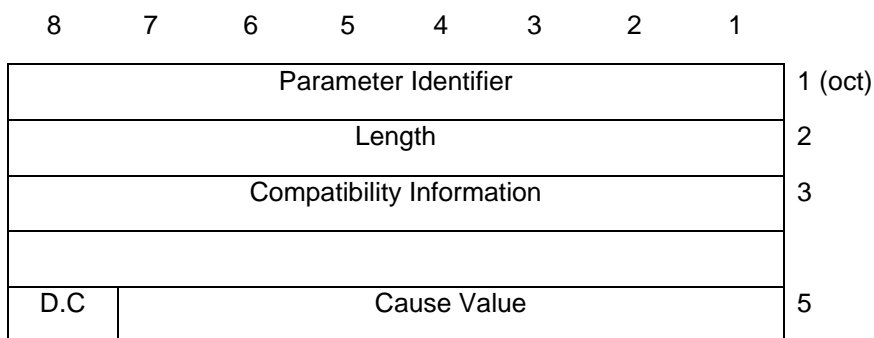 8 7 6 5 4 3 2 1
Parameter Identifier 1 (oct)
Length 2
Compatibility Information 3
D.C Cause Value 5